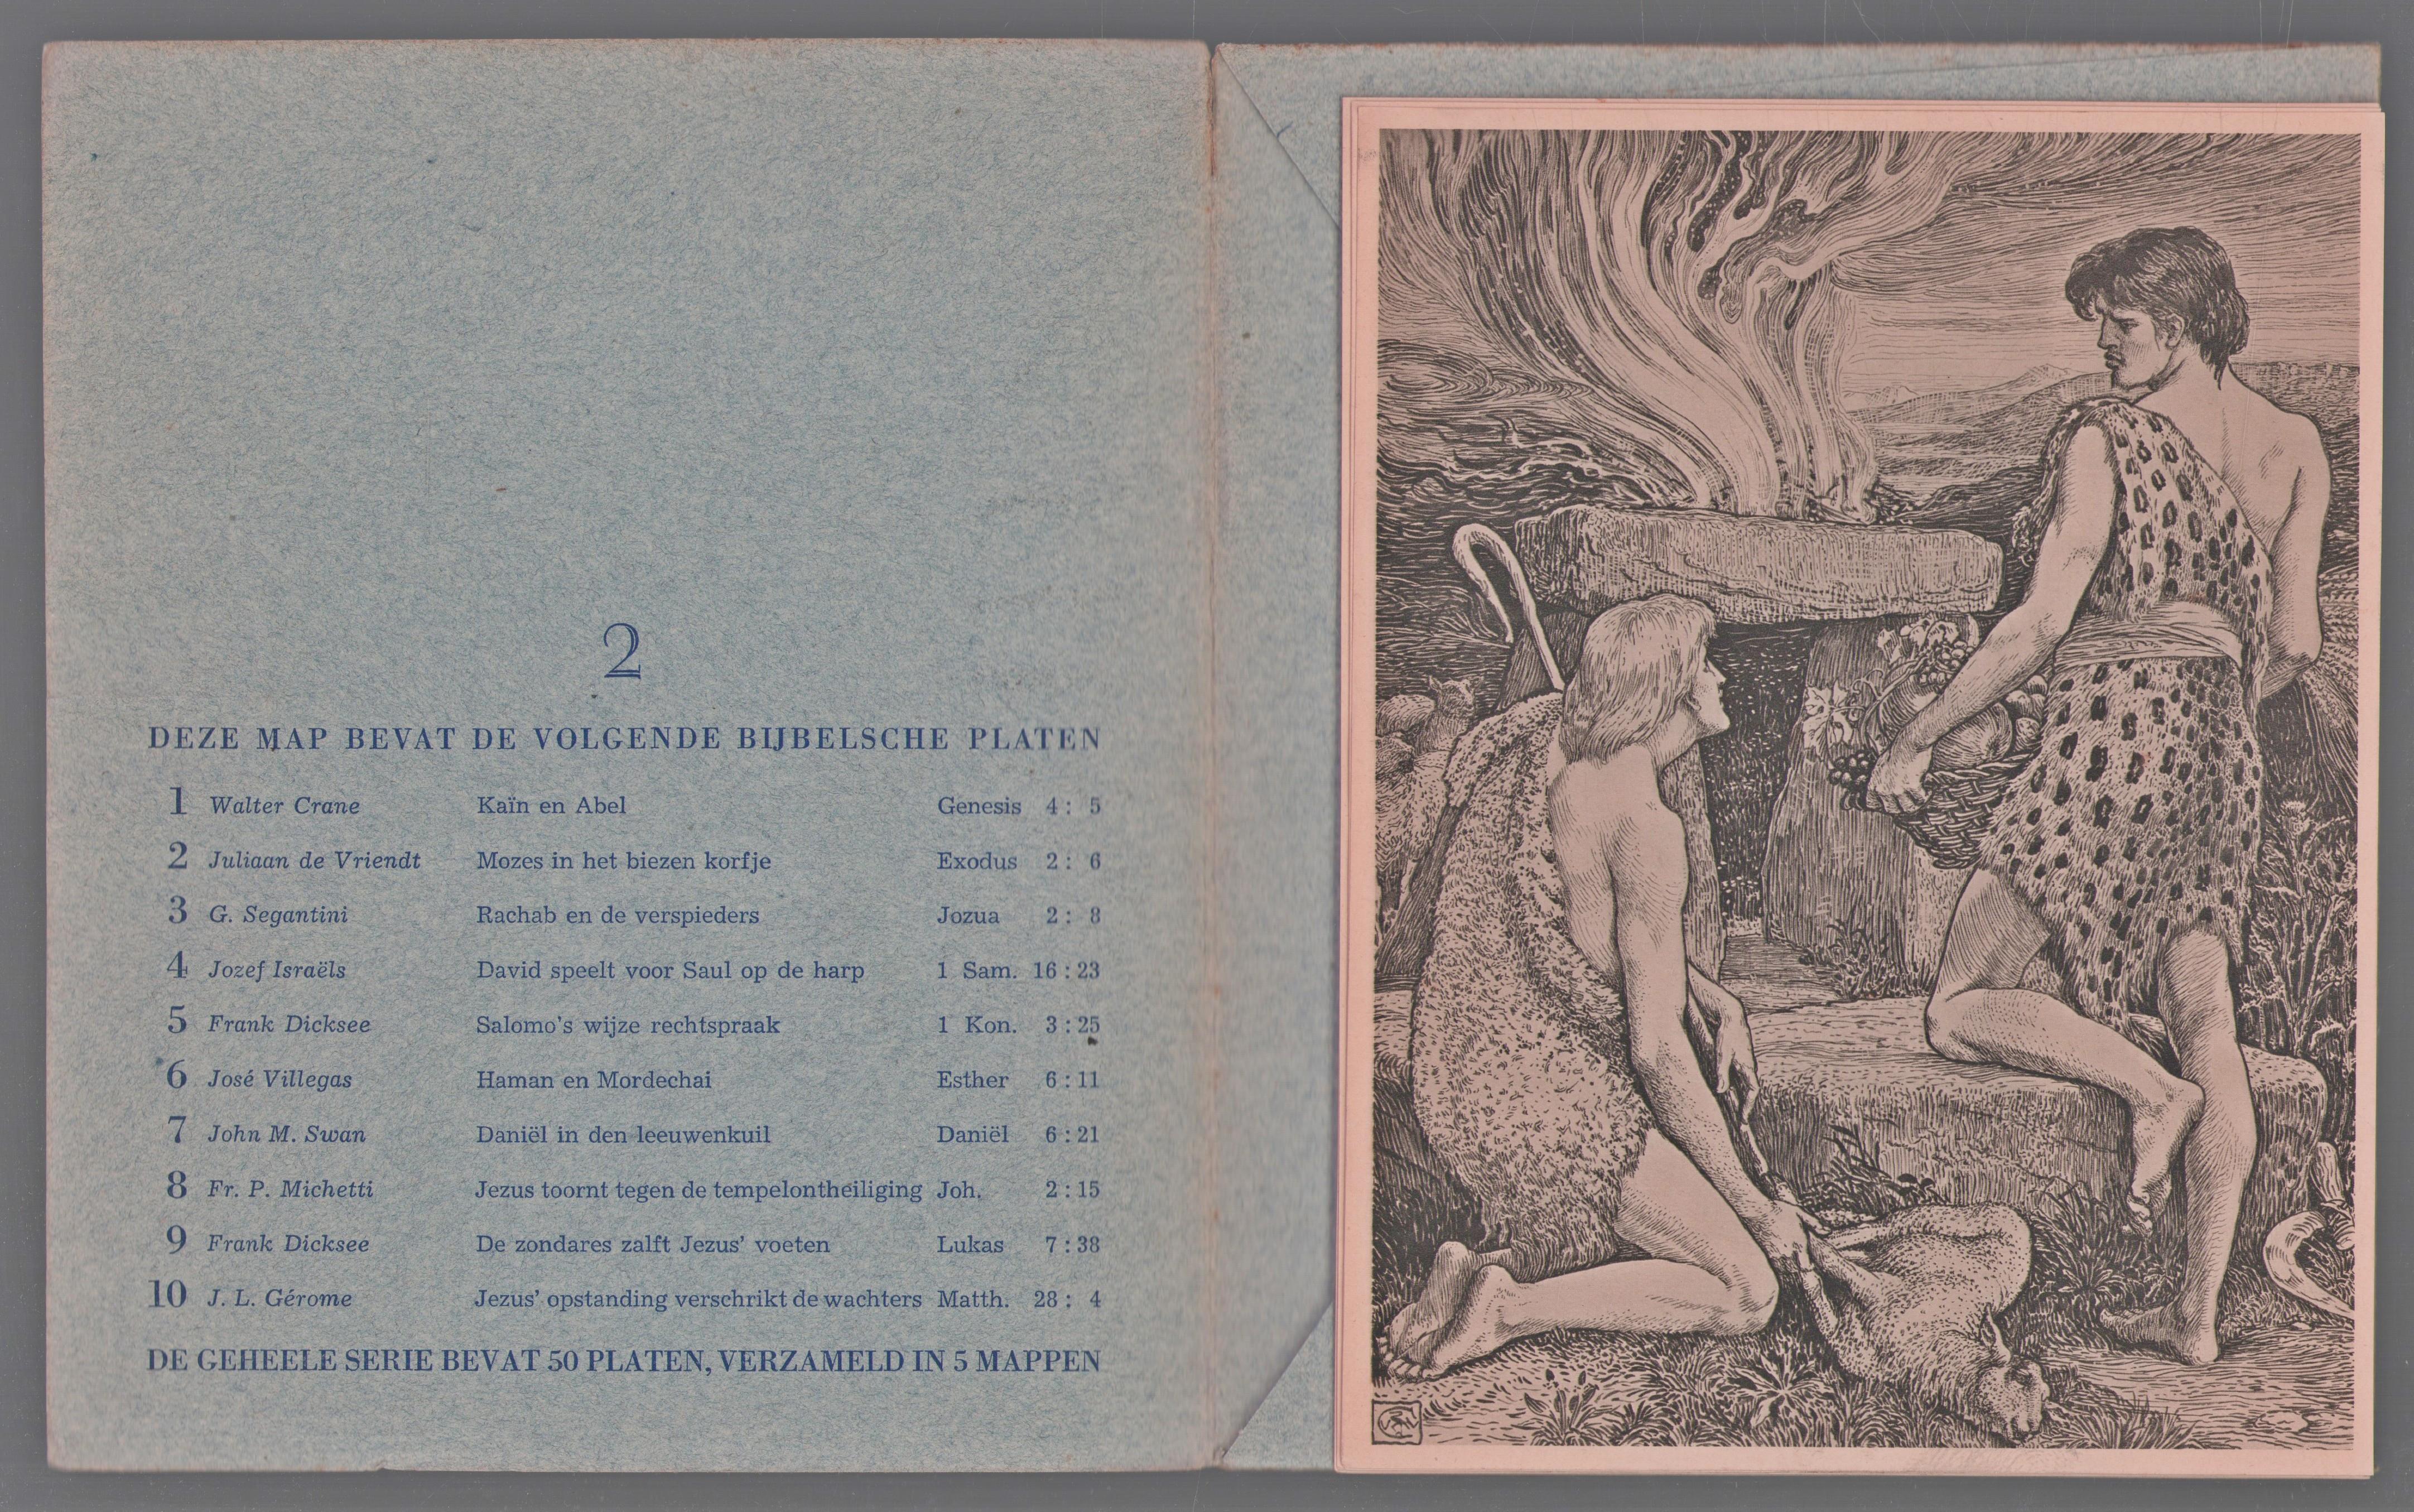 2
DEZE MAP BEVAT DE VOLGENDE BIJBELSCHE PLATEN
1 Walter Crane Kaïn en Abel Genesis 4 : 5
2 Juliaan de Vriendt Mozes in het biezen korfje Exodus 2 : 6
3 G. Segantini Rachab en de verspieders Jozua 2 : 8
4 Jozef Israëls David speelt voor Saul op de harp 1 Sam. 16 : 23
5 Frank Dicksee Salomo's wijze rechtspraak 1 Kon. 3 : 25
6 José Villegas Haman en Mordechai Esther 6 : 11
7 John M. Swan Daniël in den leeuwenkuil Daniël 6 : 21
8 Fr. P. Michetti Jezus toornt tegen de tempelontheiliging Joh. 2 : 15
9 Frank Dicksee De zondares zalft Jezus' voeten Lukas 7 : 38
10 J. L. Gérome Jezus' opstanding verschrikt de wachters Matth. 28 : 4
DE GEHEELE SERIE BEVAT 50 PLATEN, VERZAMELD IN 5 MAPPEN